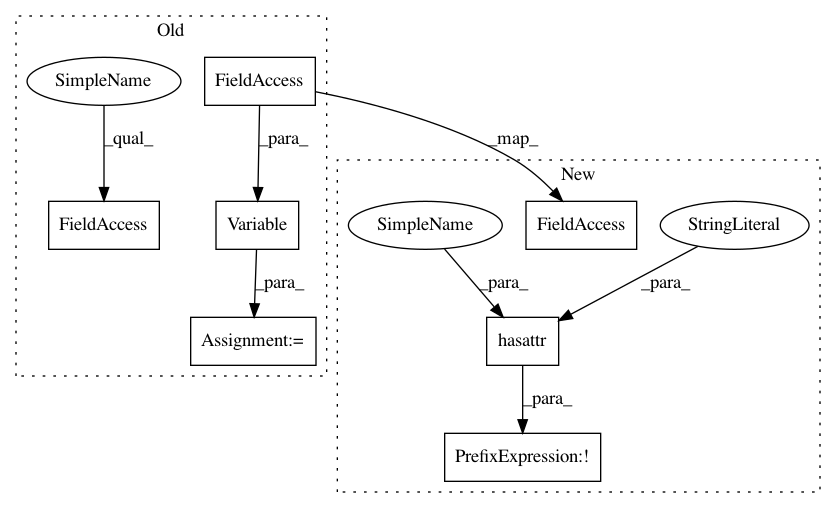 Old
SimpleName
FieldAccess
_qual_
_para_
_map_
New
FieldAccess
Variable
SimpleName
FieldAccess
StringLiteral
_para_
_para_
_para_
Assignment:=
hasattr
_para_
PrefixExpression:!